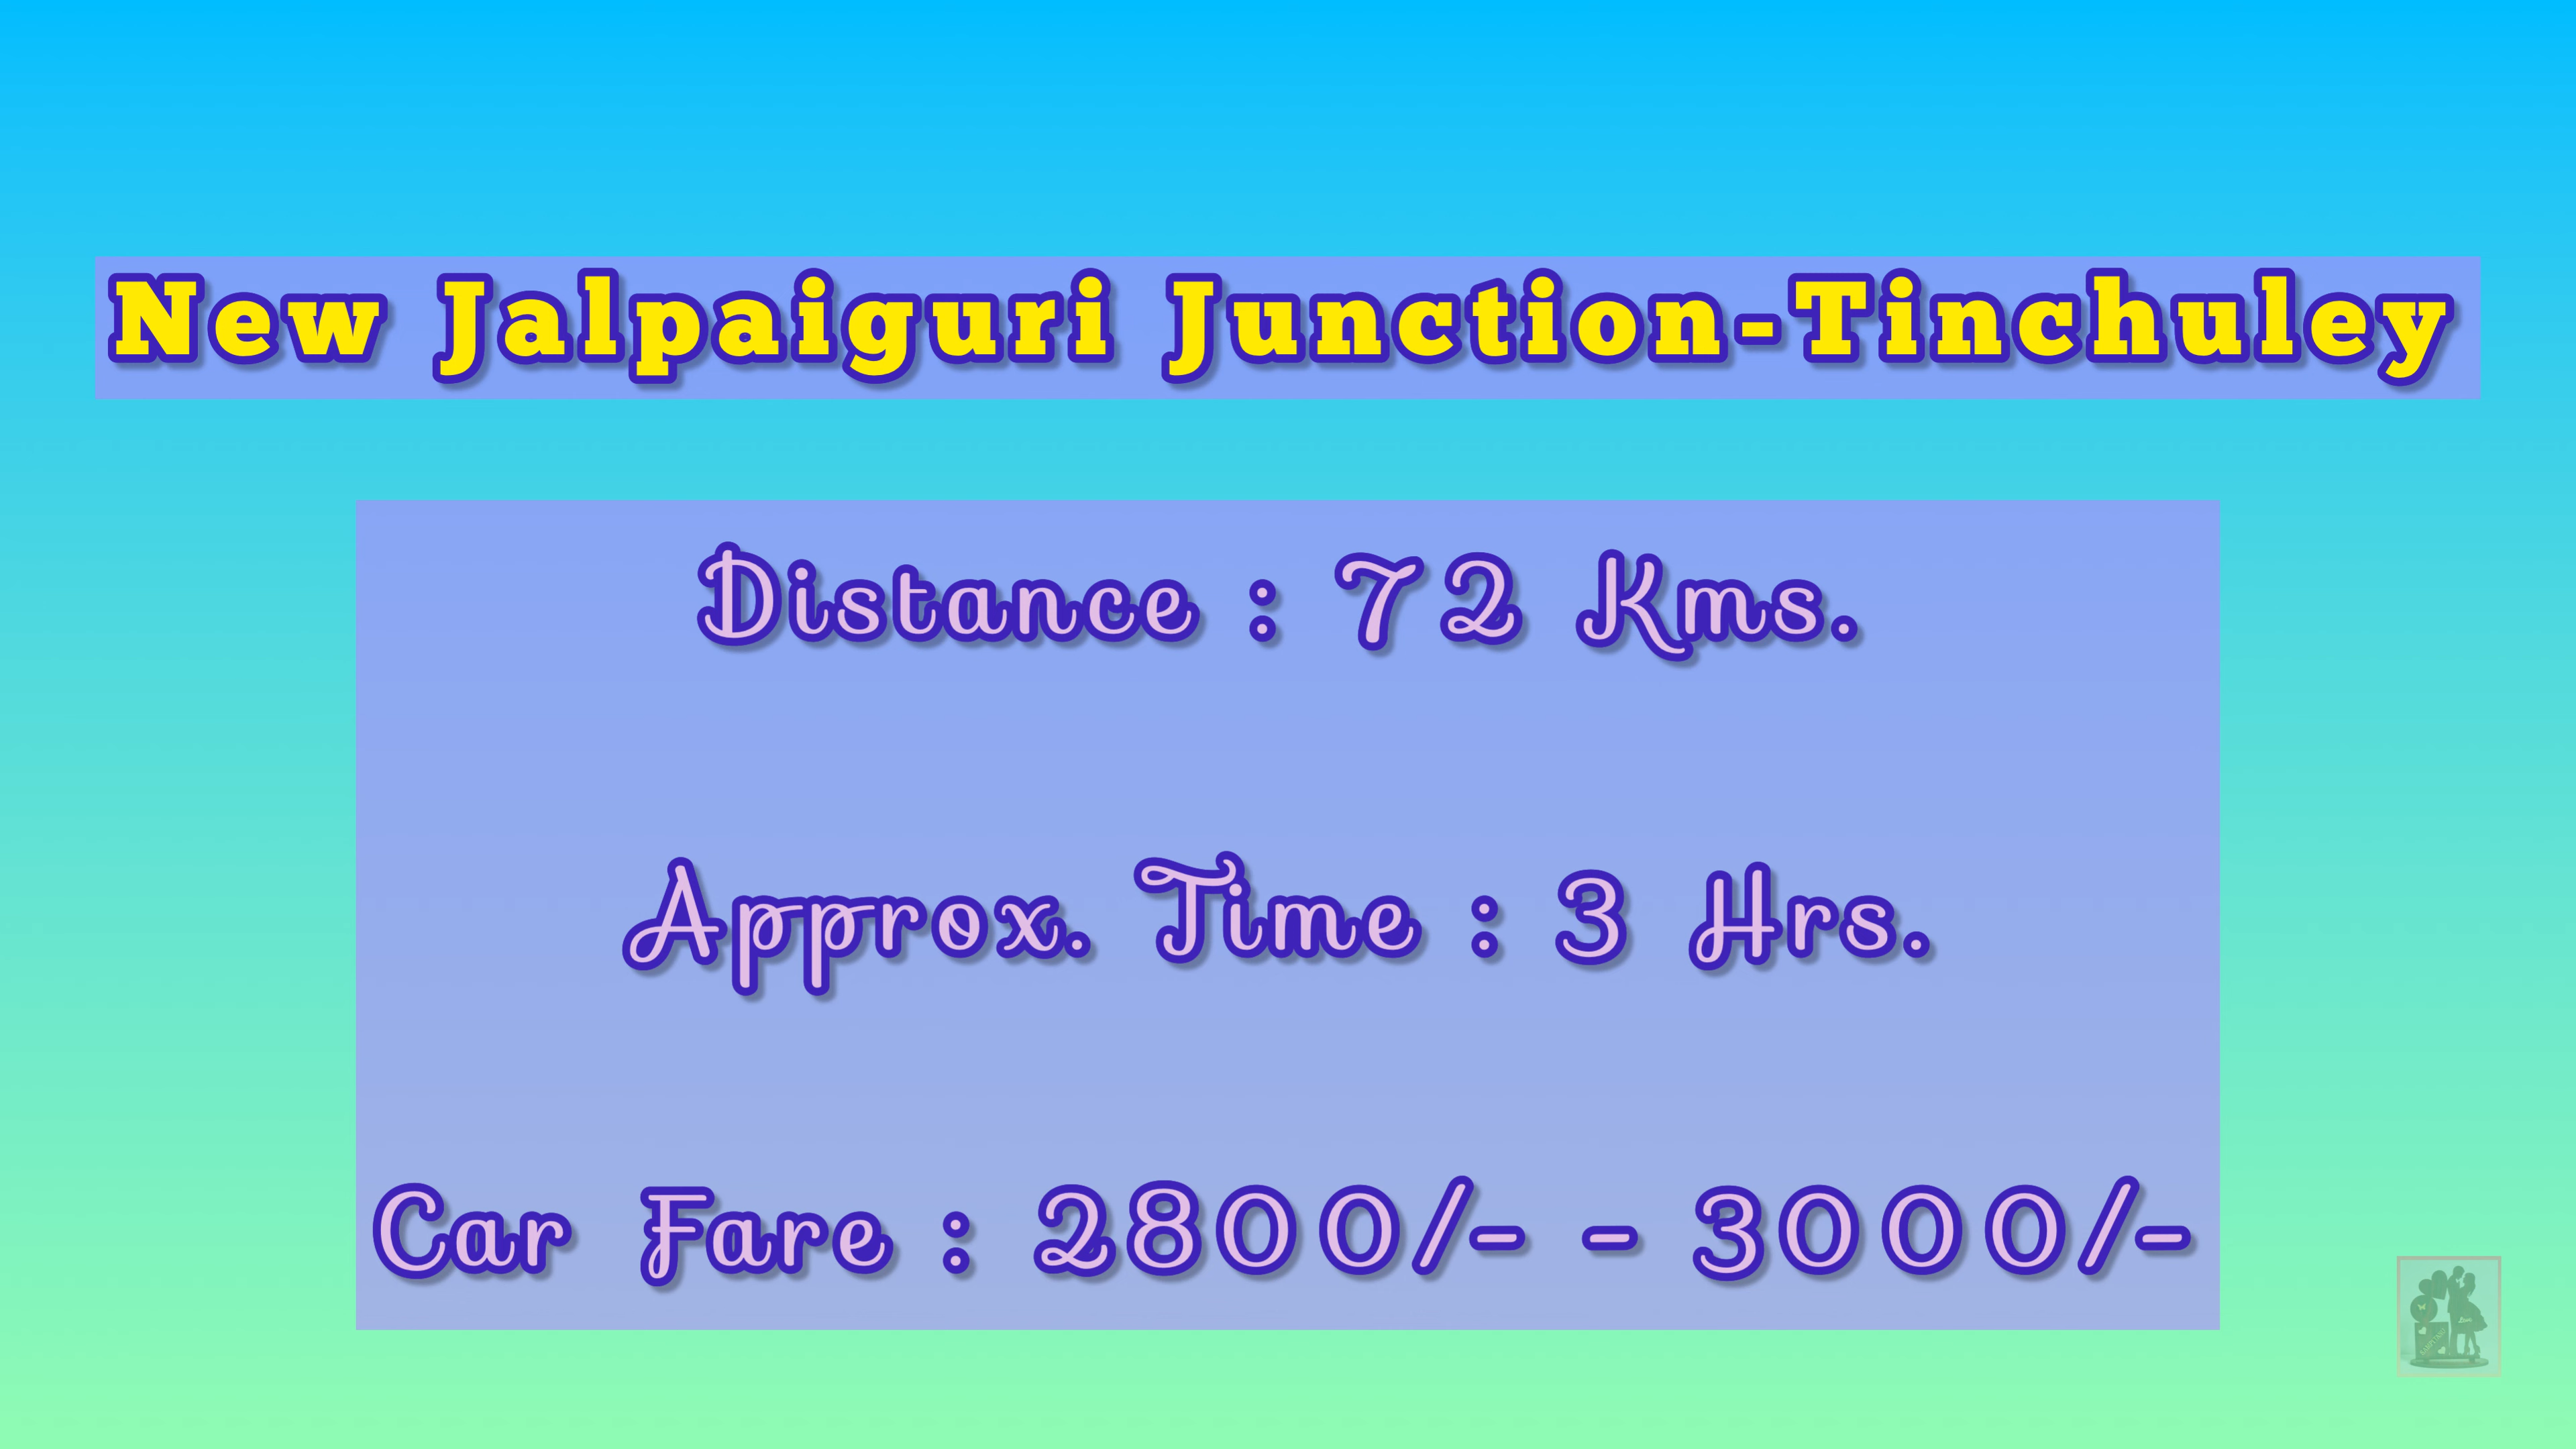 New Jalpaiguri Junction-Tinchuley
Distance : 72 Kms.
Approx. Time : 3 Hrs.
Car Fare : 2800/- - 3000/-